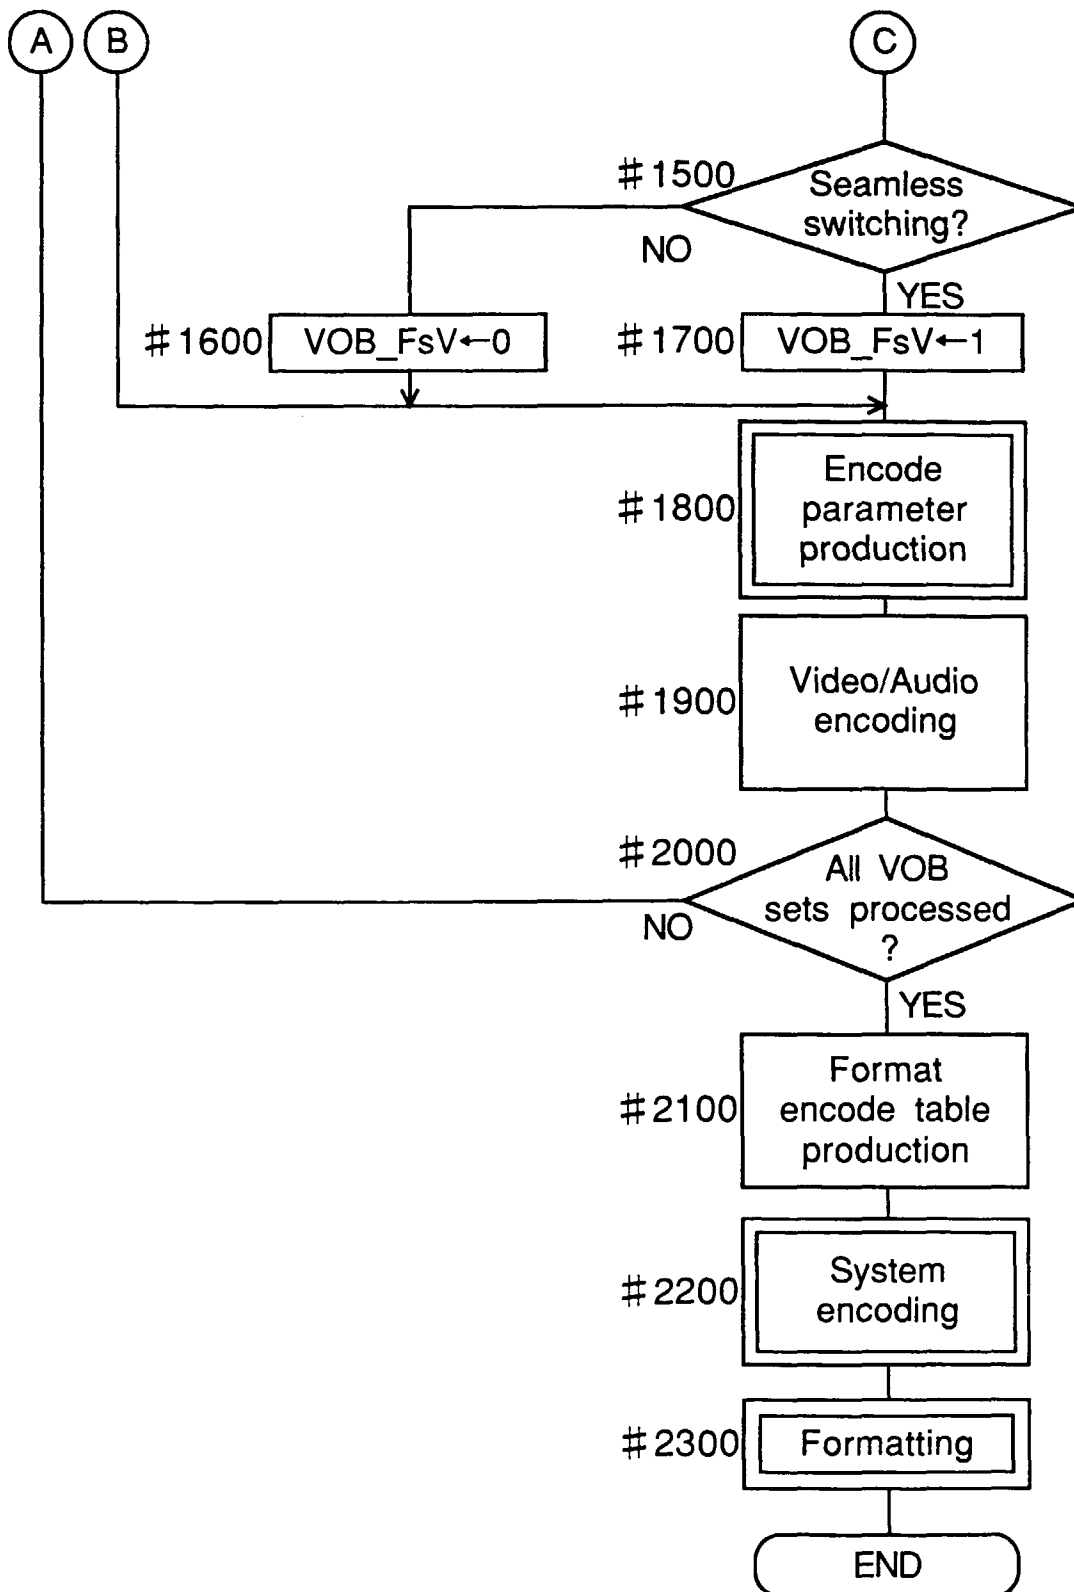 A B C
#1500
Seamless
switching?
NO
YES
#1600 VOB_FsV←0
#1700 VOB_FsV←1
#1800
Encode
parameter
production
#1900
Video/Audio
encoding
#2000
All VOB
sets processed
?
NO
YES
#2100
Format
encode table
production
#2200
System
encoding
#2300 Formatting
END